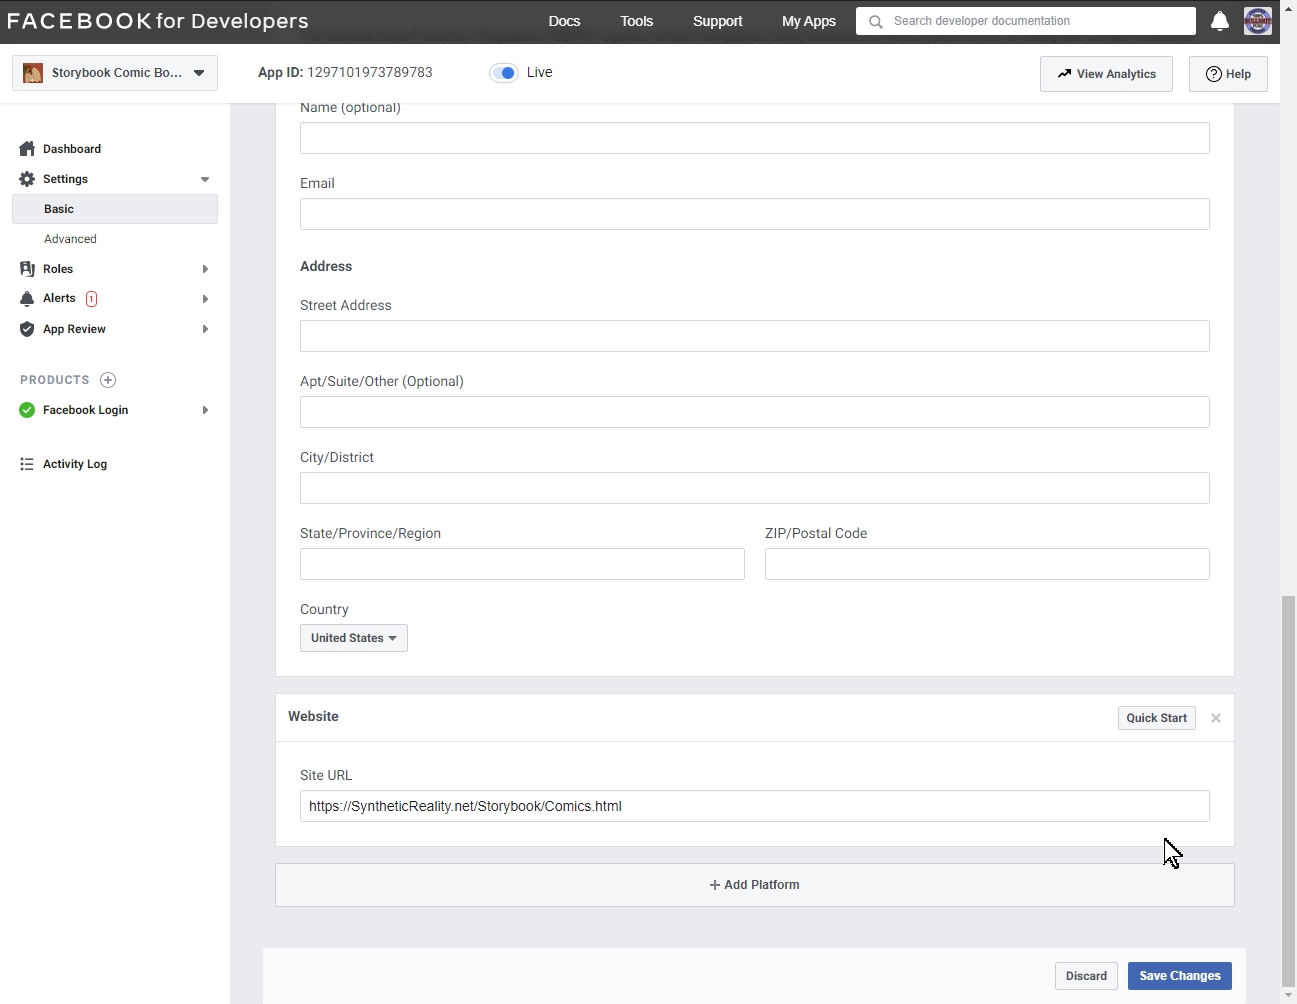 FACEBOOK for Developers
Docs
Tools
Support
My Apps
Search developer documentation
Storybook Comic Bo...
App ID: 1297101973789783
Live
View Analytics
Help
Dashboard
Settings
Basic
Advanced
Roles
Alerts 1
App Review
PRODUCTS
Facebook Login
Activity Log
Name (optional)
Email
Address
Street Address
Apt/Suite/Other (Optional)
City/District
State/Province/Region
ZIP/Postal Code
Country
United States
Website
Quick Start
Site URL
https://SyntheticReality.net/Storybook/Comics.html
+ Add Platform
Discard
Save Changes